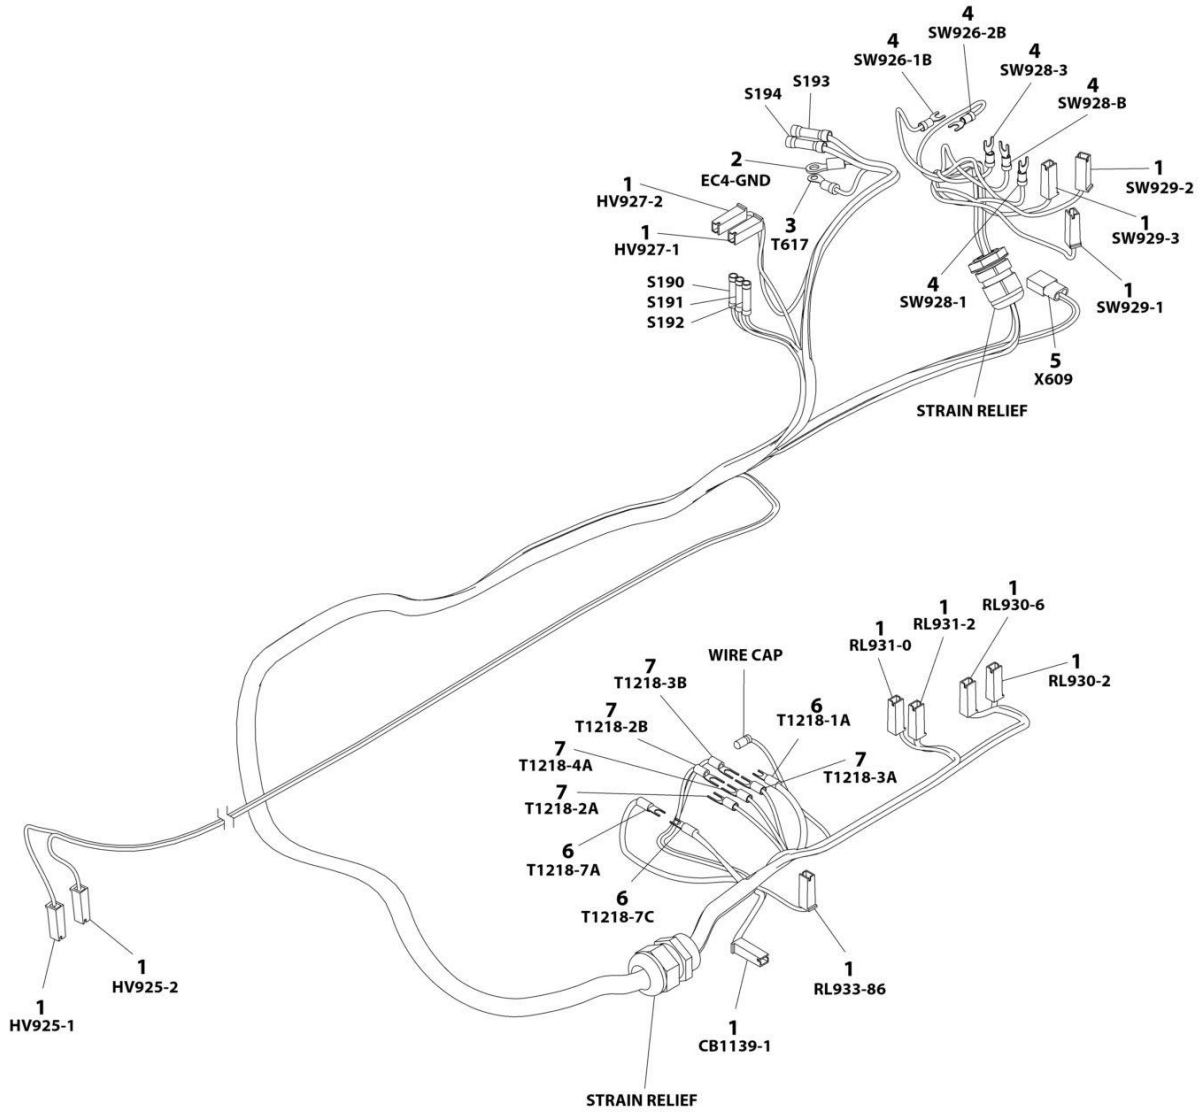 4
SW926-2B
4
SW926-1B
4
SW928-3
4
SW928-B
S193
S194
2
EC4-GND
1
SW929-2
1
HV927-2
3
T617
1
HV927-1
1
SW929-3
4
SW928-1
1
SW929-1
S190
S191
S192
5
X609
STRAIN RELIEF
1
RL930-6
1
RL931-2
1
RL931-0
1
RL930-2
WIRE CAP
7
T1218-3B
6
T1218-1A
7
T1218-2B
7
T1218-4A
7
T1218-3A
7
T1218-2A
6
T1218-7A
6
T1218-7C
1
HV925-2
1
HV925-1
1
RL933-86
1
CB1139-1
STRAIN RELIEF